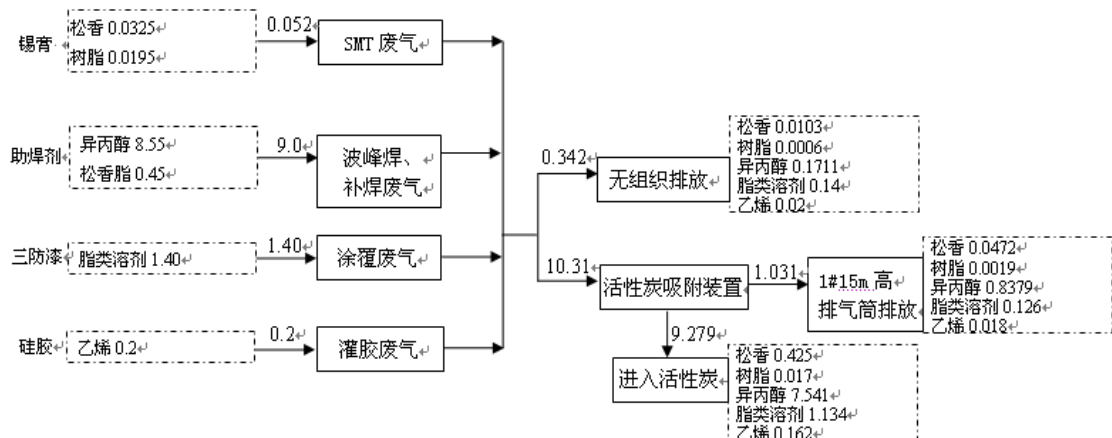 锡膏
松香 0.0325
树脂 0.0195
0.052
SMT 废气
助焊剂
异丙醇 8.55
松香脂 0.45
9.0
波峰焊、
补焊废气
三防漆
脂类溶剂 1.40
1.40
涂覆废气
硅胶
乙烯 0.2
0.2
灌胶废气
0.342
无组织排放
松香 0.0103
树脂 0.0006
异丙醇 0.1711
脂类溶剂 0.14
乙烯 0.02
10.31
活性炭吸附装置
1.031
1#15m 高
排气筒排放
松香 0.0472
树脂 0.0019
异丙醇 0.8379
脂类溶剂 0.126
乙烯 0.018
9.279
进入活性炭
松香 0.425
树脂 0.017
异丙醇 7.541
脂类溶剂 1.134
乙烯 0.162